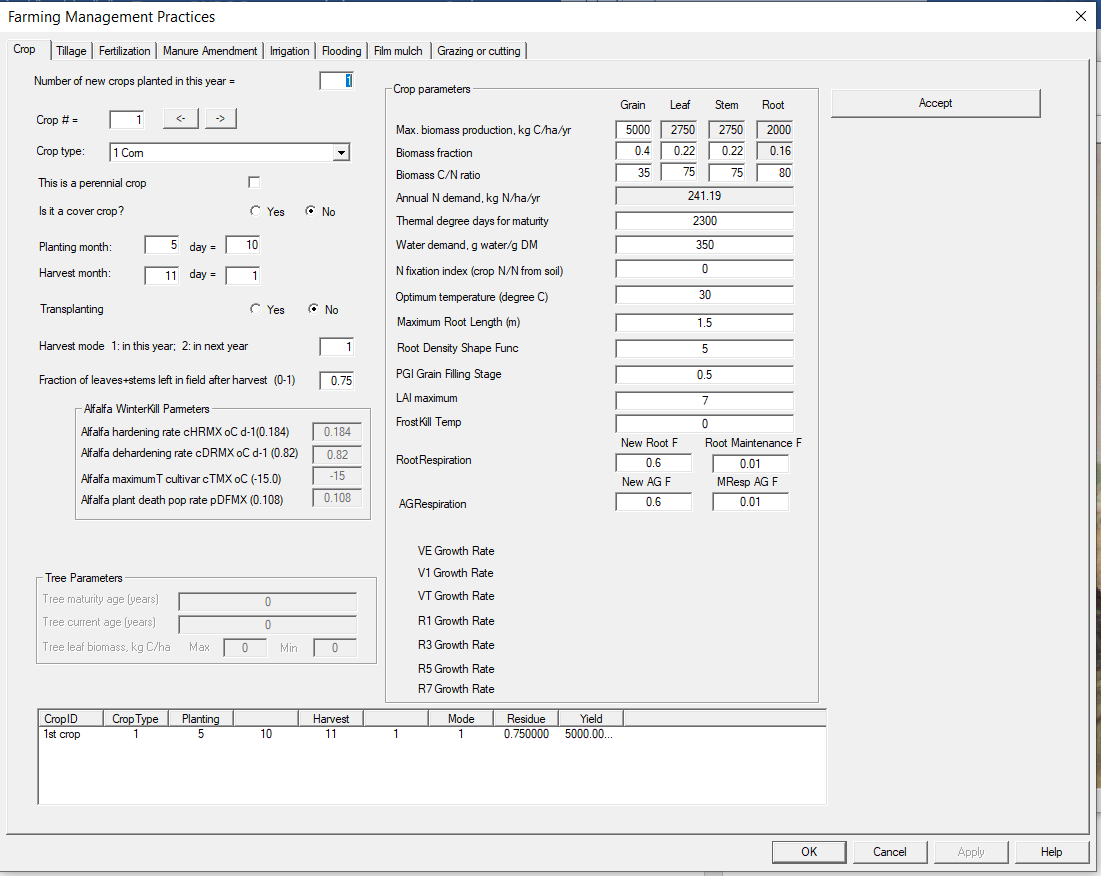 Farming Management Practices
Crop Tillage Fertilization Manure Amendment Irrigation Flooding Film mulch Grazing or cutting
Number of new crops planted in this year = 1
Crop # = 1 <- ->
Crop type: 1 Corn
This is a perennial crop
Is it a cover crop? Yes No
Planting month: 5 day = 10
Harvest month: 11 day = 1
Transplanting Yes No
Harvest mode 1: in this year; 2: in next year 1
Fraction of leaves+stems left in field after harvest (0-1) 0.75
Alfalfa WinterKill Parmeters
Alfalfa hardening rate cHRMX oC d-1(0.184) 0.184
Alfalfa dehardening rate cDRMX oC d-1 (0.82) 0.82
Alfalfa maximumT cultivar cTMX oC (-15.0) -15
Alfalfa plant death pop rate pDFMX (0.108) 0.108
Tree Parameters
Tree maturity age (years) 0
Tree current age (years) 0
Tree leaf biomass, kg C/ha Max 0 Min 0
Crop parameters
Grain Leaf Stem Root
Max. biomass production, kg C/ha/yr 5000 2750 2750 2000
Biomass fraction 0.4 0.22 0.22 0.16
Biomass C/N ratio 35 75 75 80
Annual N demand, kg N/ha/yr 241.19
Thermal degree days for maturity 2300
Water demand, g water/g DM 350
N fixation index (crop N/N from soil) 0
Optimum temperature (degree C) 30
Maximum Root Length (m) 1.5
Root Density Shape Func 5
PGI Grain Filling Stage 0.5
LAI maximum 7
FrostKill Temp 0
New Root F Root Maintenance F
RootRespiration 0.6 0.01
New AG F MResp AG F
AGRespiration 0.6 0.01
VE Growth Rate
V1 Growth Rate
VT Growth Rate
R1 Growth Rate
R3 Growth Rate
R5 Growth Rate
R7 Growth Rate
Accept
CropID CropType Planting Harvest Mode Residue Yield
1st crop 1 5 10 11 1 1 0.750000 5000.00...
OK Cancel Apply Help